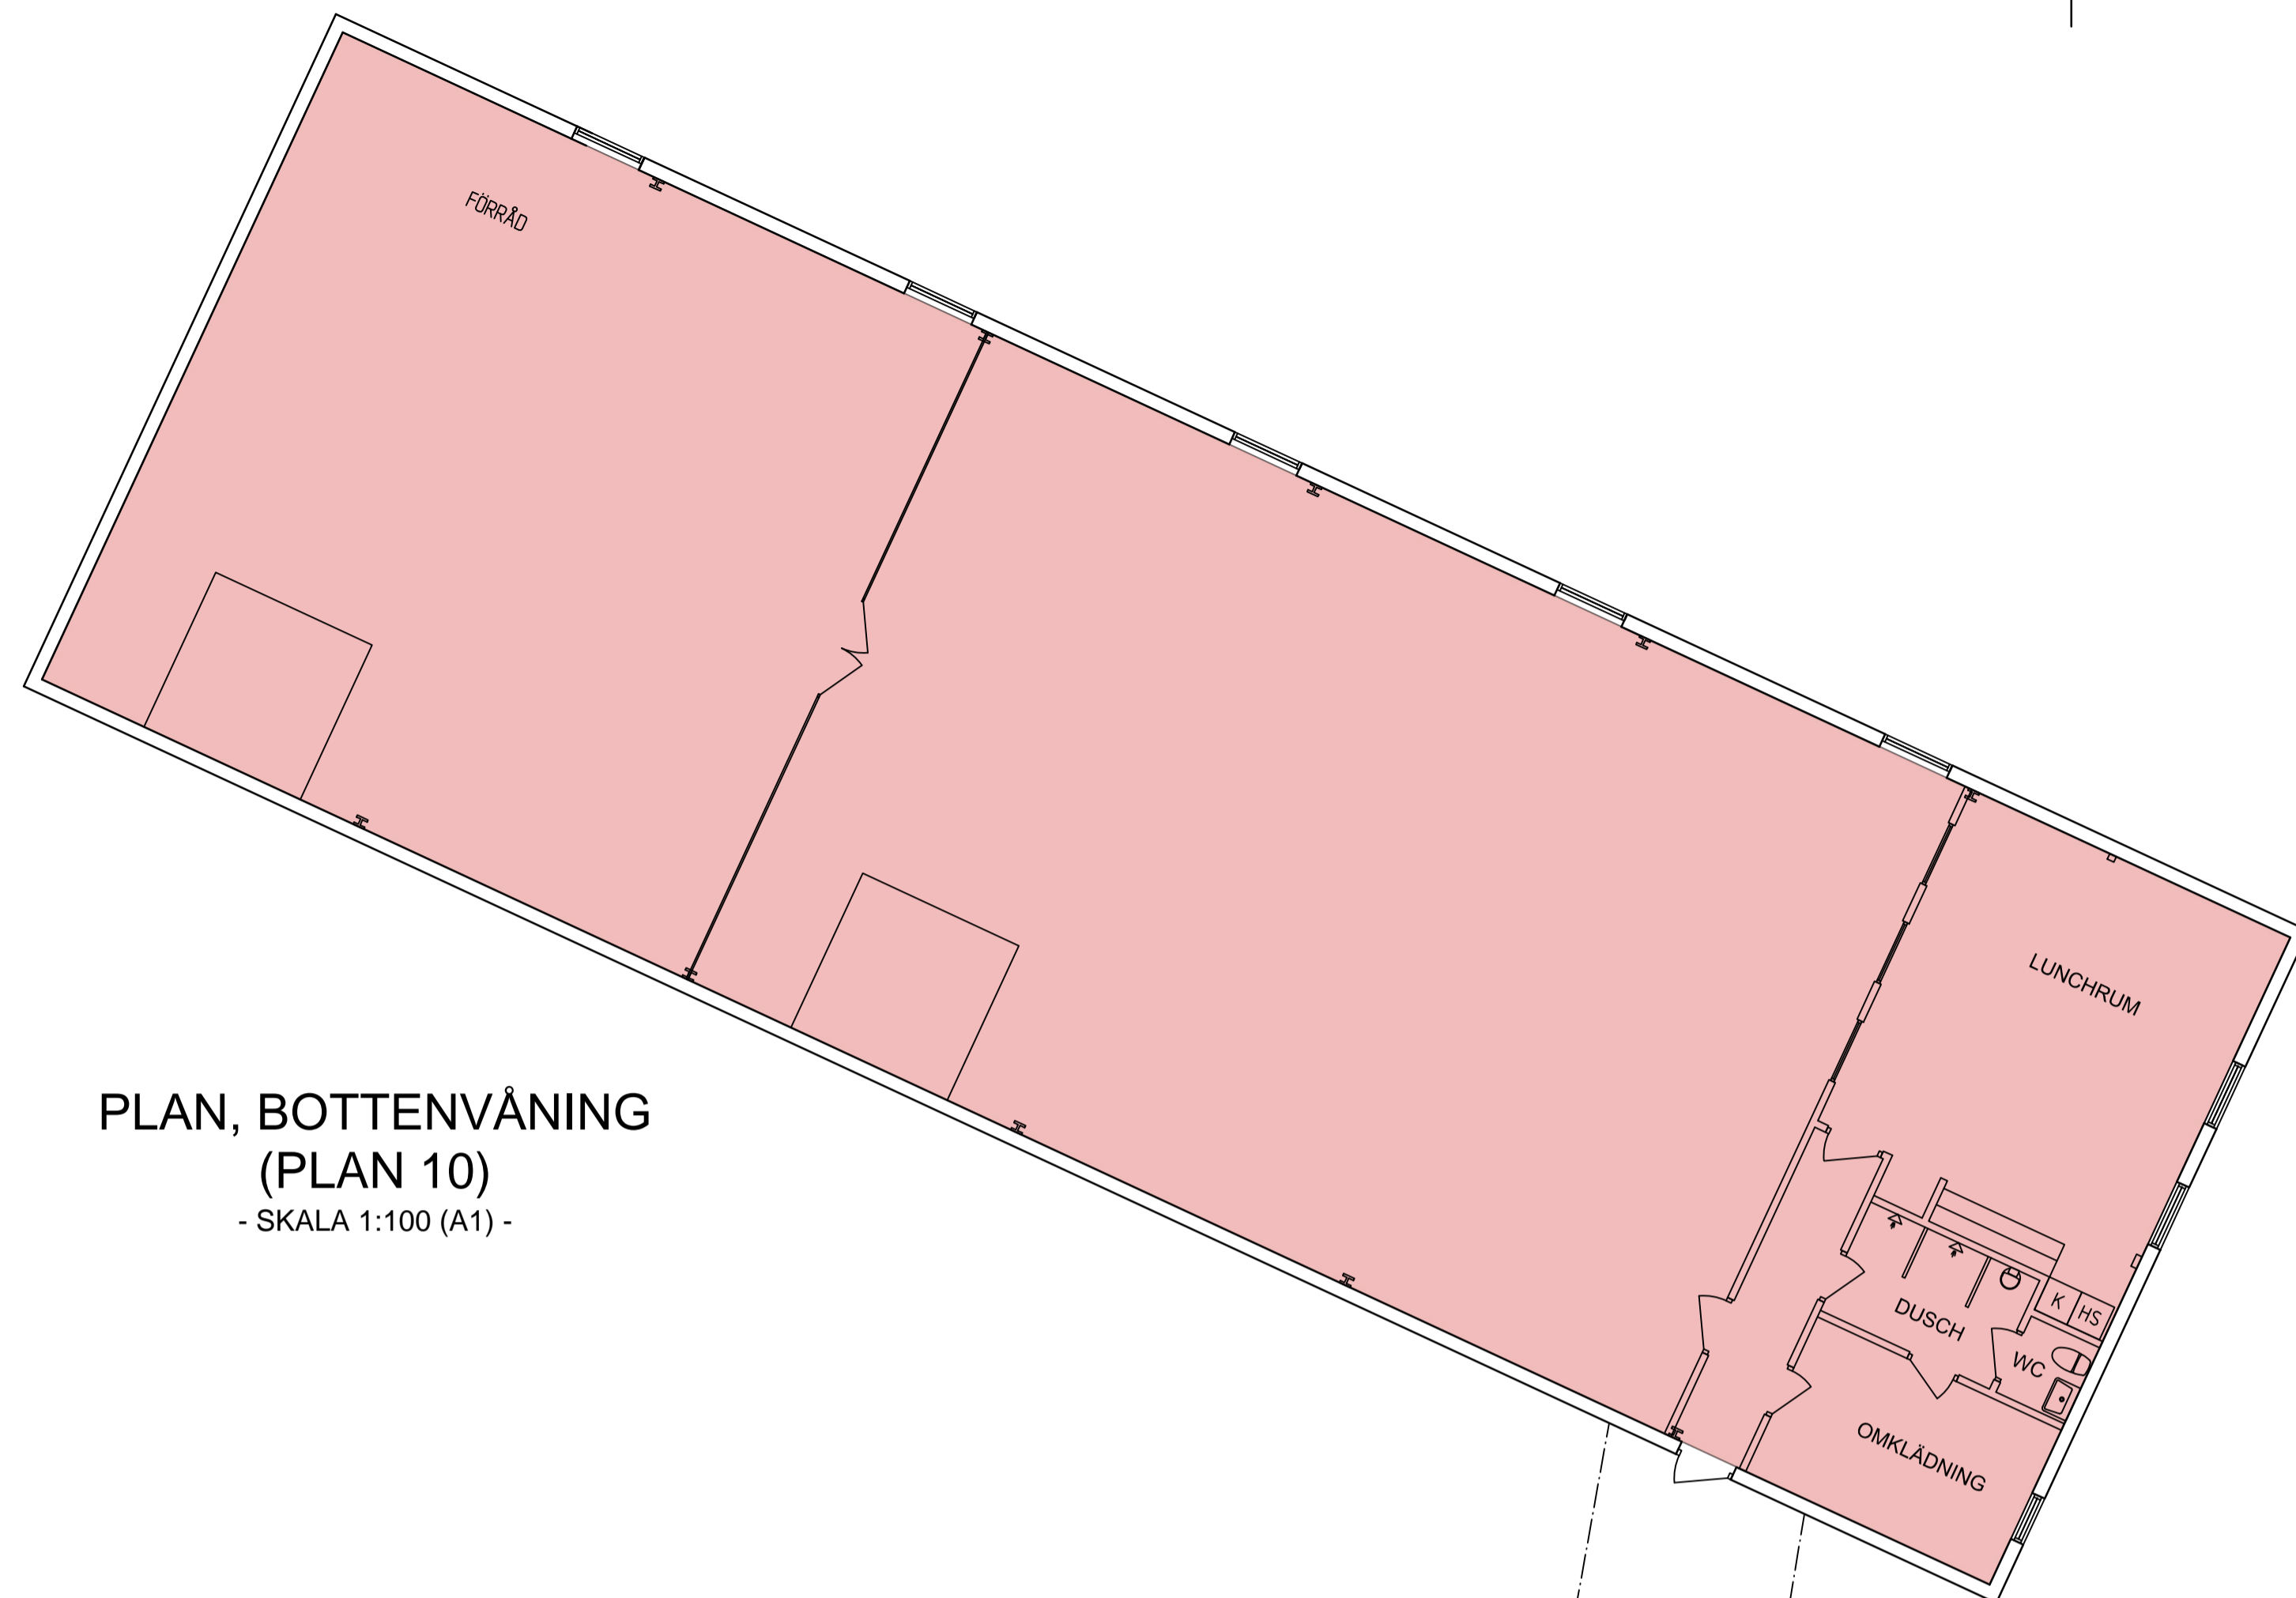 FÖRRÅD
LUNCHRUM
PLAN, BOTTENVÅNING
(PLAN 10)
- SKALA 1:100 (A1) -
K
HS
DUSCH
WC
OMKLÄDNING